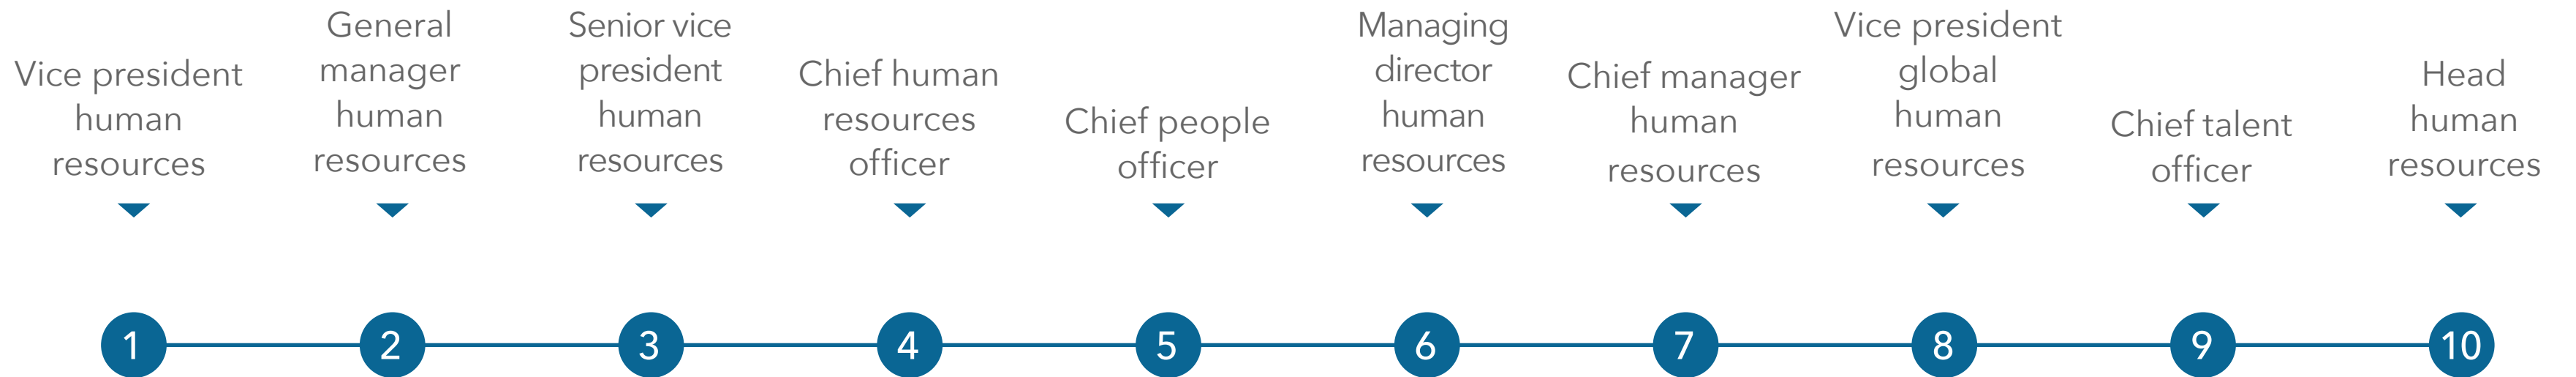 Vice president
human
resources
General
manager
human
resources
Senior vice
president
human
resources
Chief human
resources
officer
Chief people
officer
Managing
director
human
resources
Chief manager
human
resources
Vice president
global
human
resources
Chief talent
officer
Head
human
resources
1
2
3
4
5
6
7
8
9
10